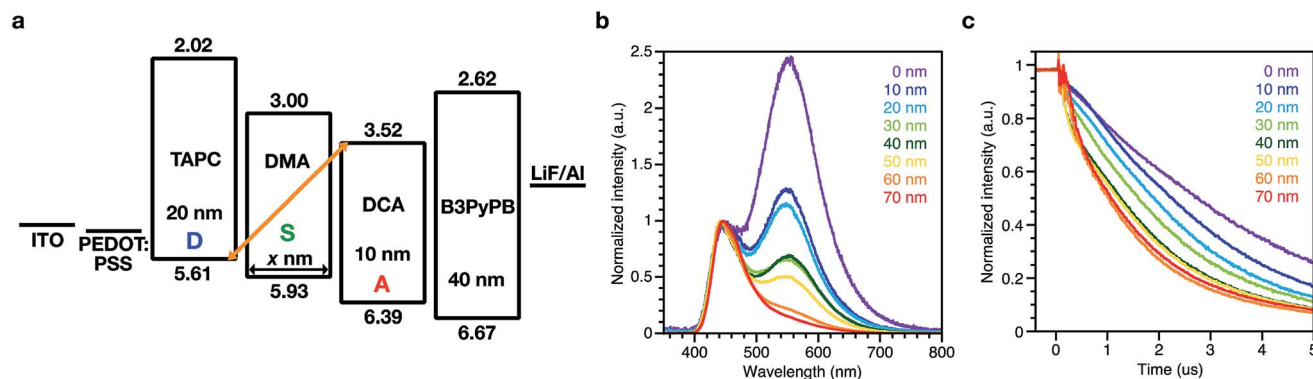 a
2.02
2.62
3.00
3.52
TAPC
DMA
DCA
B3PyPB
LiF/Al
20 nm
D
S
x nm
10 nm
A
40 nm
ITO
PEDOT:
PSS
5.61
5.93
6.39
6.67
b
Normalized intensity (a.u.)
2.5
2
1.5
1
0.5
0
400
500
600
700
800
Wavelength (nm)
0 nm
10 nm
20 nm
30 nm
40 nm
50 nm
60 nm
70 nm
c
Normalized intensity (a.u.)
1
0.8
0.6
0.4
0.2
0
0
1
2
3
4
5
Time (us)
0 nm
10 nm
20 nm
30 nm
40 nm
50 nm
60 nm
70 nm